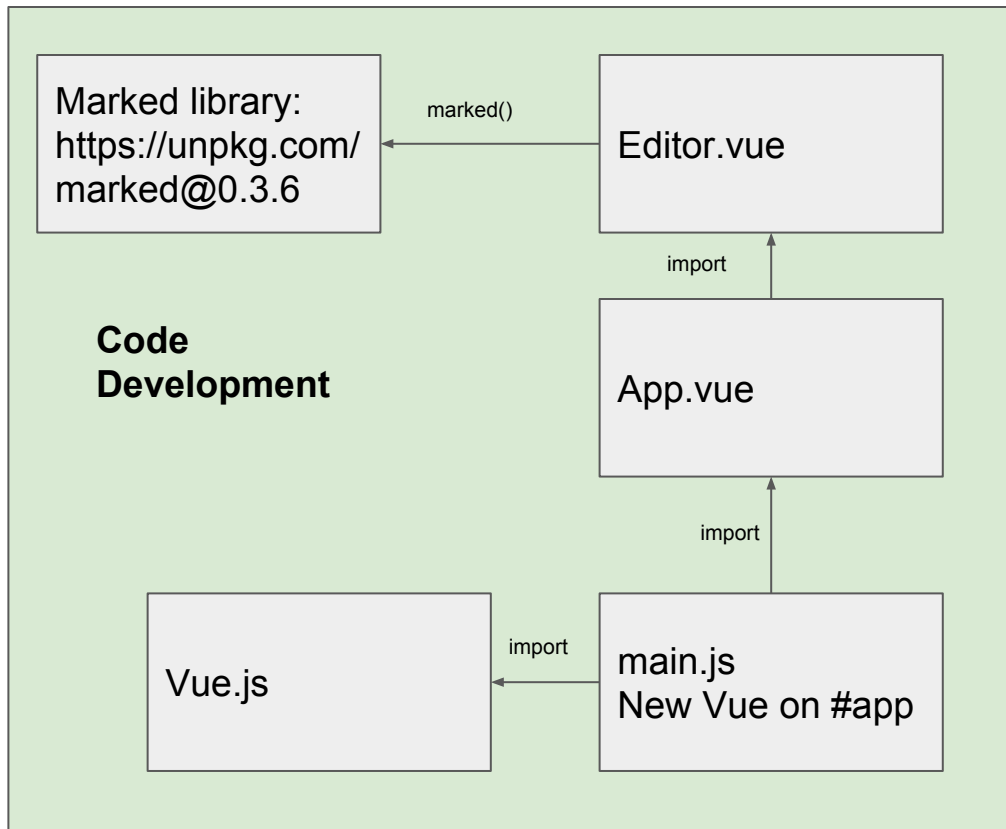 Marked library:
https://unpkg.com/
marked@0.3.6
marked()
Editor.vue
import
Code
Development
App.vue
import
Vue.js
import
main.js
New Vue on #app